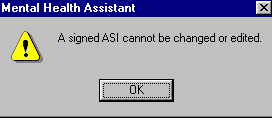 Mental Health Assistant
A signed ASI cannot be changed or edited.
OK